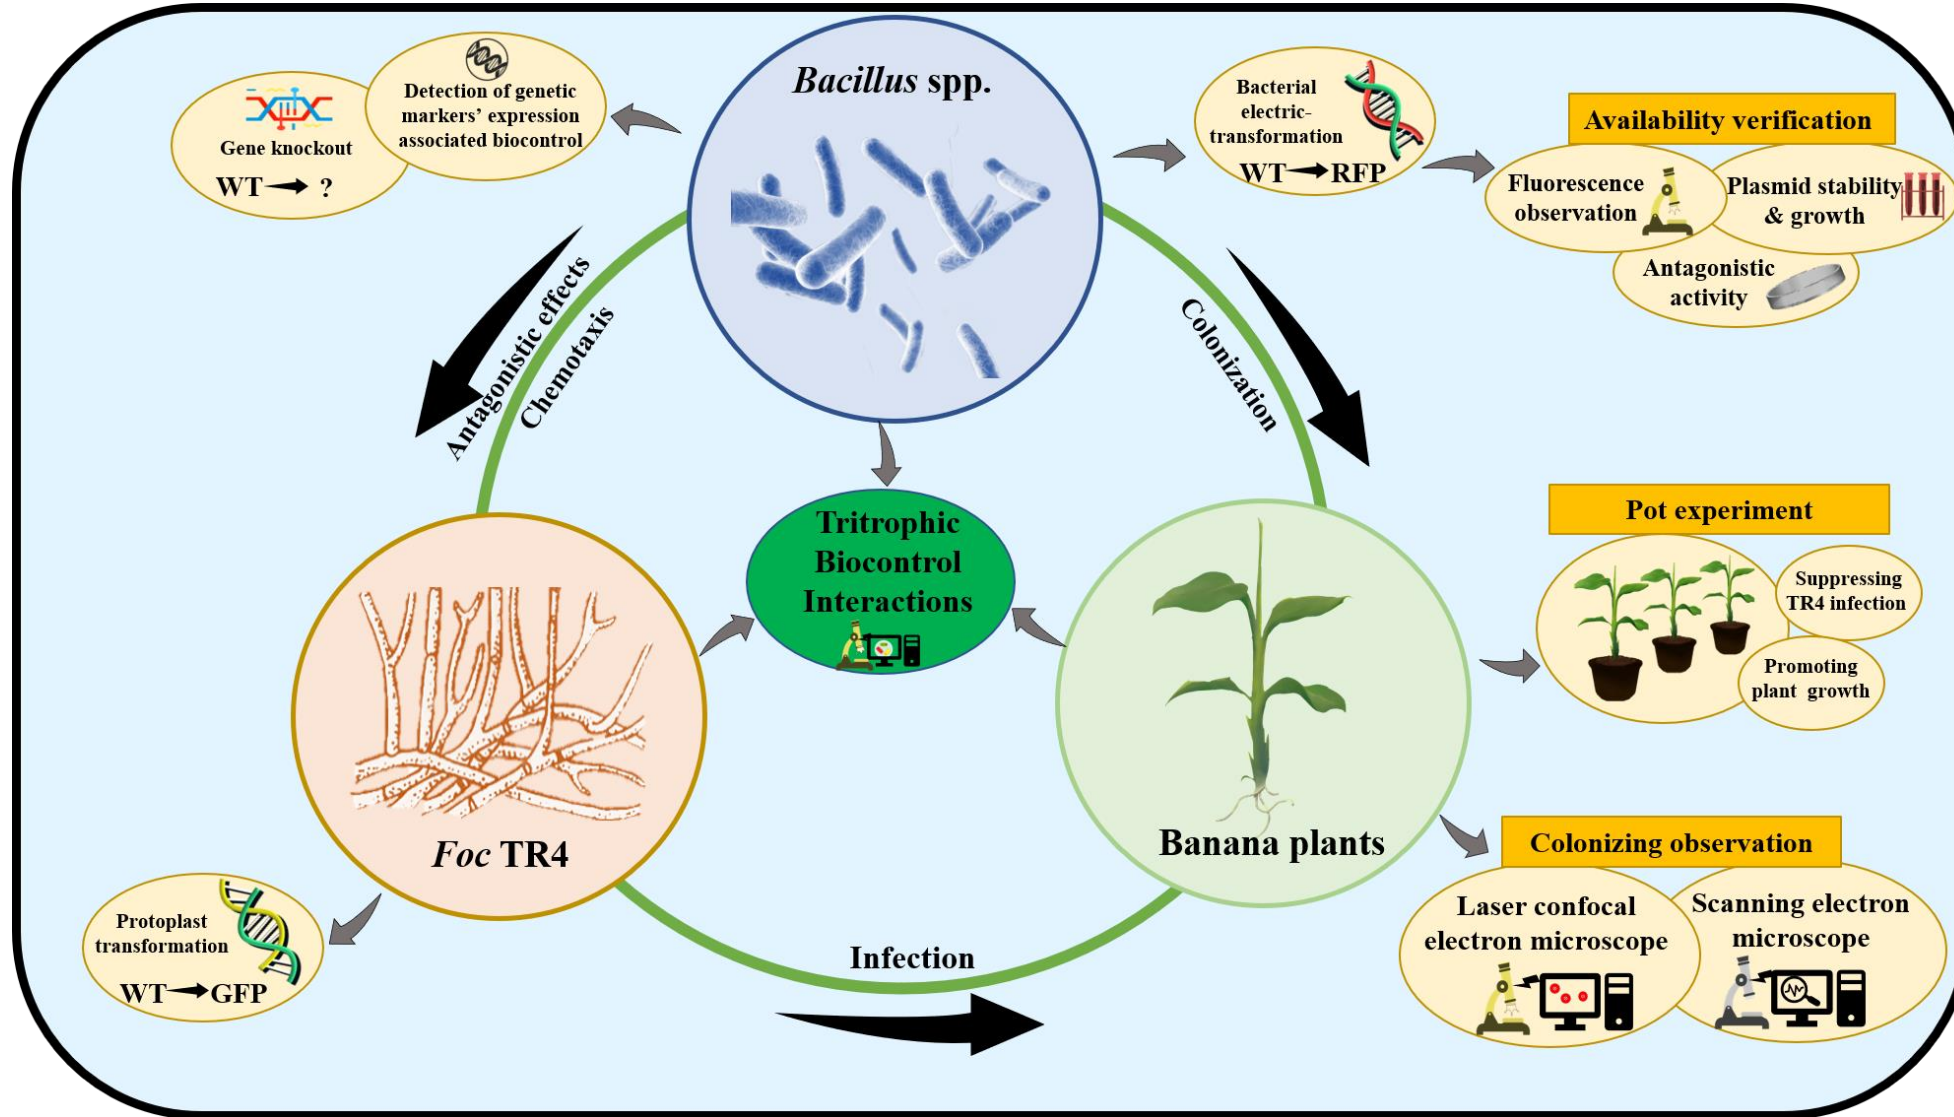 Bacillus spp.
Detection of genetic
markers’ expression
associated biocontrol
Gene knockout
WT → ?
Bacterial
electric-
transformation
WT → RFP
Availability verification
Fluorescence
observation
Plasmid stability
& growth
Antagonistic
activity
Antagonistic effects
Chemotaxis
Colonization
Tritrophic
Biocontrol
Interactions
Pot experiment
Suppressing
TR4 infection
Promoting
plant growth
Foc TR4
Banana plants
Colonizing observation
Laser confocal
electron microscope
Scanning electron
microscope
Protoplast
transformation
WT → GFP
Infection